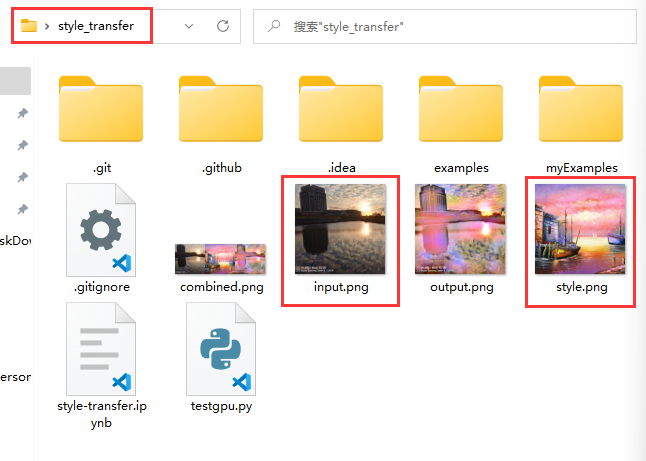 style_transfer
搜索"style_transfer"
.git
.github
.idea
examples
myExamples
skDov
.gitignore
combined.png
input.png
output.png
style.png
erson
style-transfer.ip
ynb
testgpu.py